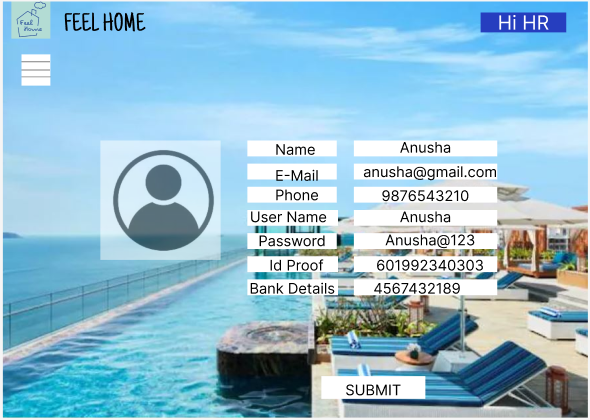 Feel
Home
FEEL HOME
Hi HR
Name Anusha
E-Mail anusha@gmail.com
Phone 9876543210
User Name Anusha
Password Anusha@123
Id Proof 601992340303
Bank Details 4567432189
SUBMIT